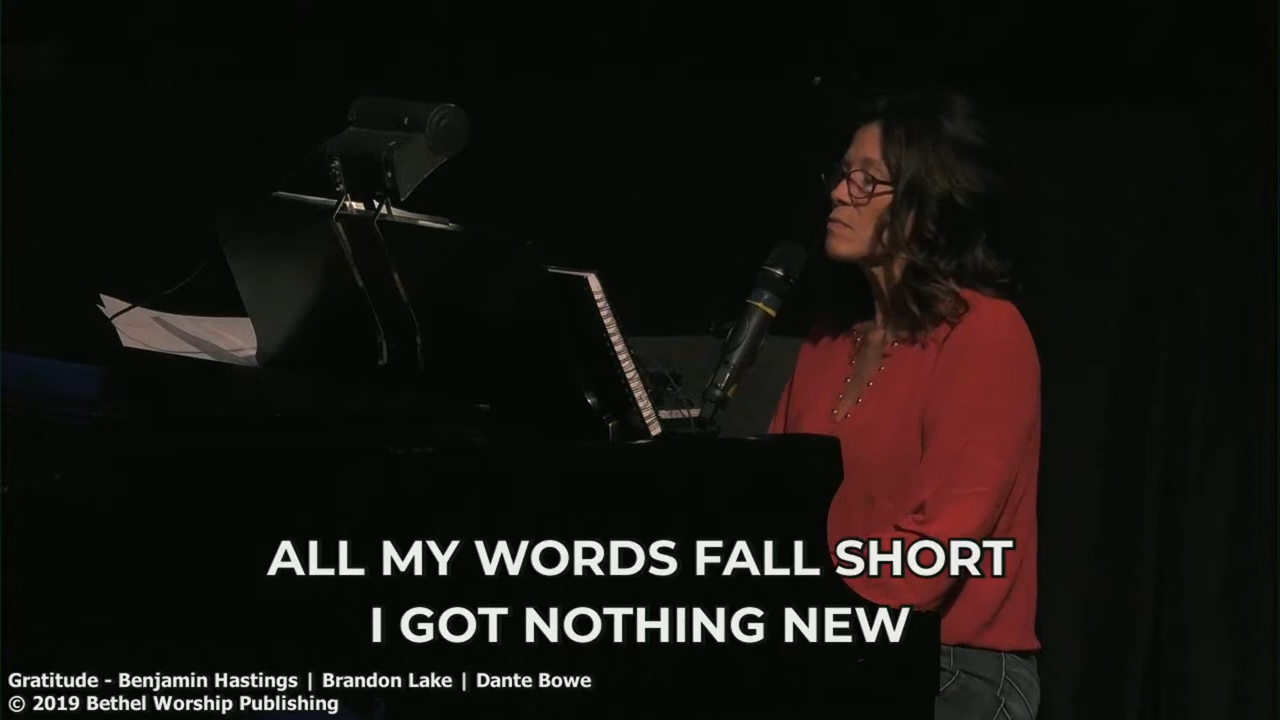 ALL MY WORDS FALL SHORT
I GOT NOTHING NEW
Gratitude - Benjamin Hastings | Brandon Lake | Dante Bowe
© 2019 Bethel Worship Publishing